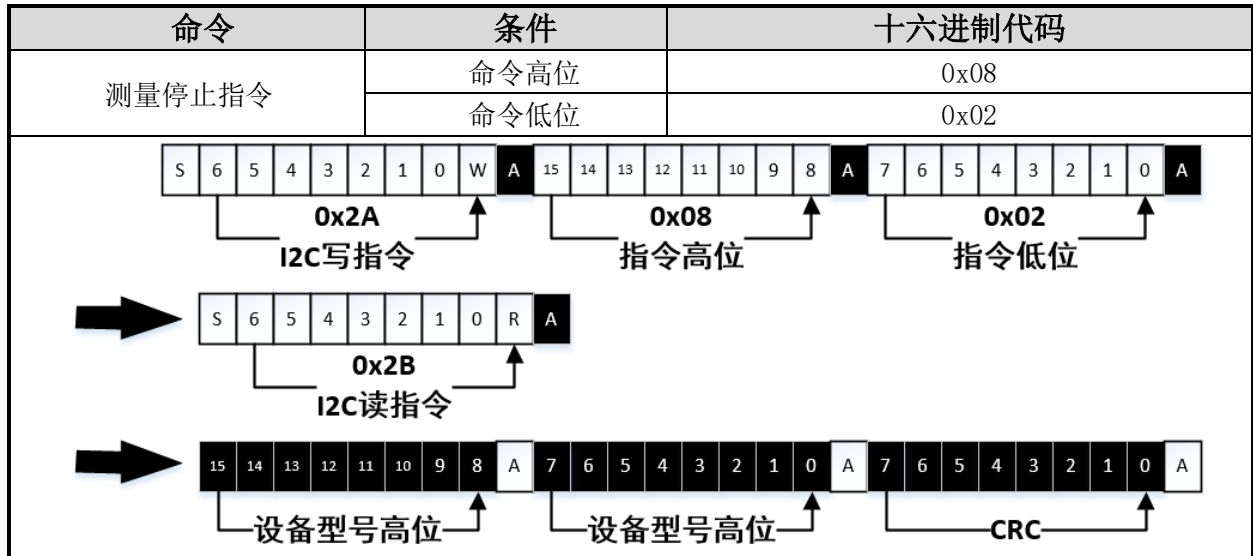 命令 条件 十六进制代码
测量停止指令 命令高位 0x08
命令低位 0x02
S 6 5 4 3 2 1 0 W A 15 14 13 12 11 10 9 8 A 7 6 5 4 3 2 1 0 A
0x2A 0x08 0x02
I2C写指令 指令高位 指令低位
S 6 5 4 3 2 1 0 R A
0x2B
I2C读指令
15 14 13 12 11 10 9 8 A 7 6 5 4 3 2 1 0 A 7 6 5 4 3 2 1 0 A
设备型号高位 设备型号高位 CRC